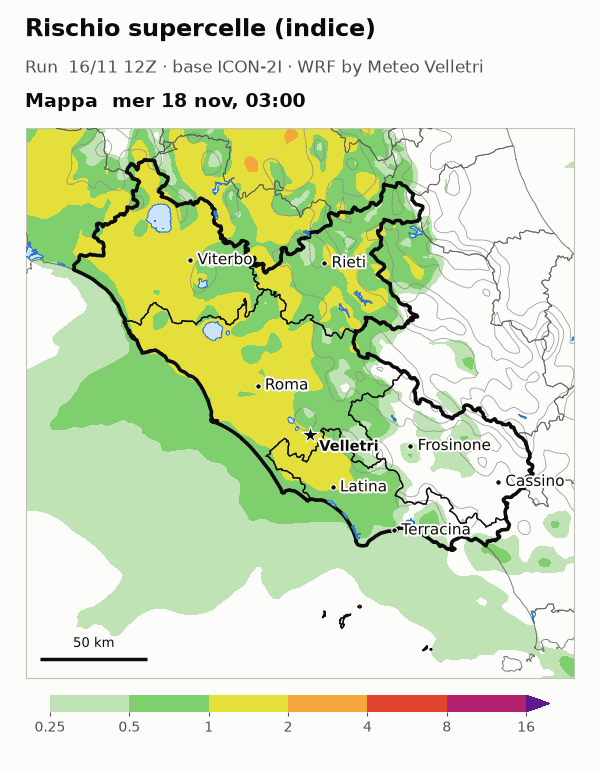 Rischio supercelle (indice)
Run  16/11 12Z · base ICON-2I · WRF by Meteo Velletri
Mappa  mer 18 nov, 03:00
Viterbo
Rieti
Roma
Velletri
Frosinone
Cassino
Latina
Terracina
50 km
0.25 0.5 1 2 4 8 16